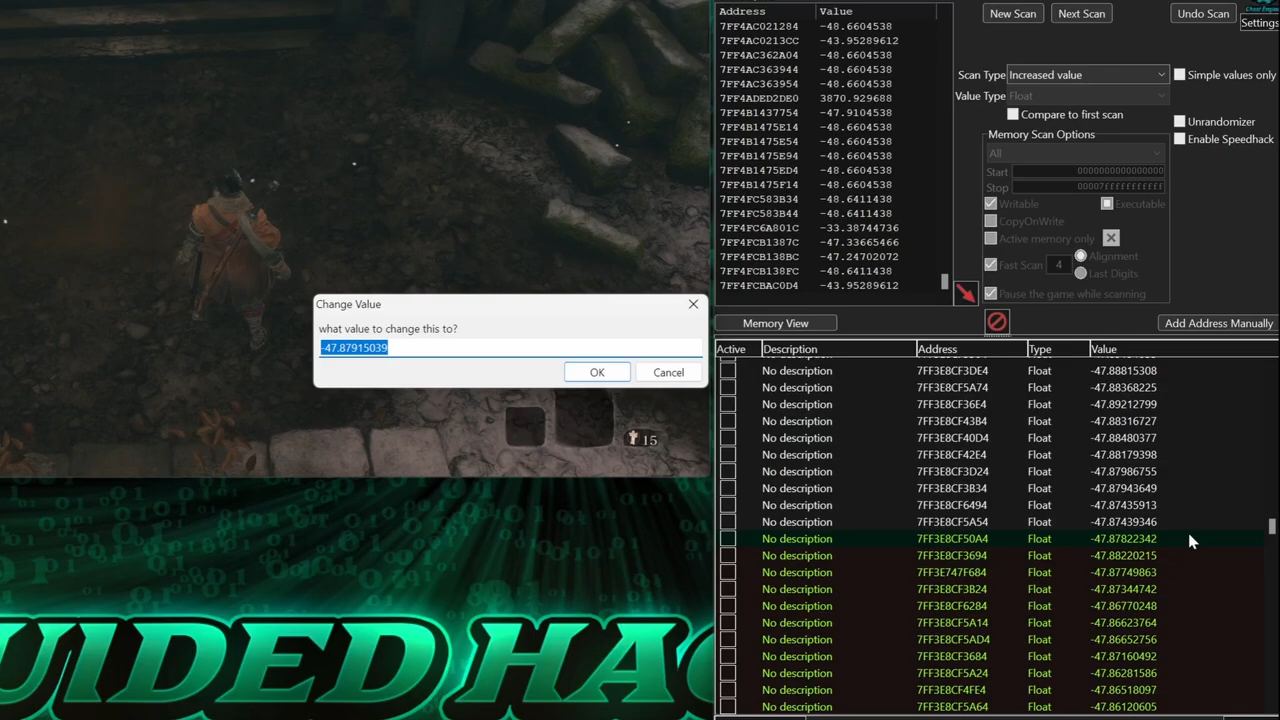 Address Value
7FF4AC021284 -48.6604538
7FF4AC0213CC -43.95289612
7FF4AC362A04 -48.6604538
7FF4AC363944 -48.6604538
7FF4AC363954 -48.6604538
7FF4ADED2DE0 3870.929688
7FF4B1437754 -47.9104538
7FF4B1475E14 -48.6604538
7FF4B1475E54 -48.6604538
7FF4B1475E94 -48.6604538
7FF4B1475ED4 -48.6604538
7FF4B1475F14 -48.6604538
7FF4FC583B34 -48.6411438
7FF4FC583B44 -48.6411438
7FF4FC6A801C -33.38744736
7FF4FCB1387C -47.33665466
7FF4FCB138BC -47.24702072
7FF4FCB138FC -48.6411438
7FF4FCBAC0D4 -43.95289612
New Scan Next Scan Undo Scan
Settings
Scan Type Increased value Simple values only
Value Type Float
Compare to first scan
Unrandomizer
Enable Speedhack
Memory Scan Options
All
Start 0000000000000000
Stop 00007fffffffffff
Writable Executable
CopyOnWrite
Active memory only
Fast Scan 4 Alignment
Last Digits
Pause the game while scanning
Memory View Add Address Manually
Change Value
what value to change this to?
-47.87915039
OK Cancel
15
Active Description Address Type Value
No description 7FF3E8CF3DE4 Float -47.88815308
No description 7FF3E8CF5A74 Float -47.88368225
No description 7FF3E8CF36E4 Float -47.89212799
No description 7FF3E8CF43B4 Float -47.88316727
No description 7FF3E8CF40D4 Float -47.88480377
No description 7FF3E8CF42E4 Float -47.88179398
No description 7FF3E8CF3D24 Float -47.87986755
No description 7FF3E8CF3B34 Float -47.87943649
No description 7FF3E8CF6494 Float -47.87435913
No description 7FF3E8CF5A54 Float -47.87439346
No description 7FF3E8CF50A4 Float -47.87822342
No description 7FF3E8CF3694 Float -47.88220215
No description 7FF3E747F684 Float -47.87749863
No description 7FF3E8CF3B24 Float -47.87344742
No description 7FF3E8CF6284 Float -47.86770248
No description 7FF3E8CF5A14 Float -47.86623764
No description 7FF3E8CF5AD4 Float -47.86652756
No description 7FF3E8CF3684 Float -47.87160492
No description 7FF3E8CF5A24 Float -47.86281586
No description 7FF3E8CF4FE4 Float -47.86518097
No description 7FF3E8CF5A64 Float -47.86120605
UIDED HAC